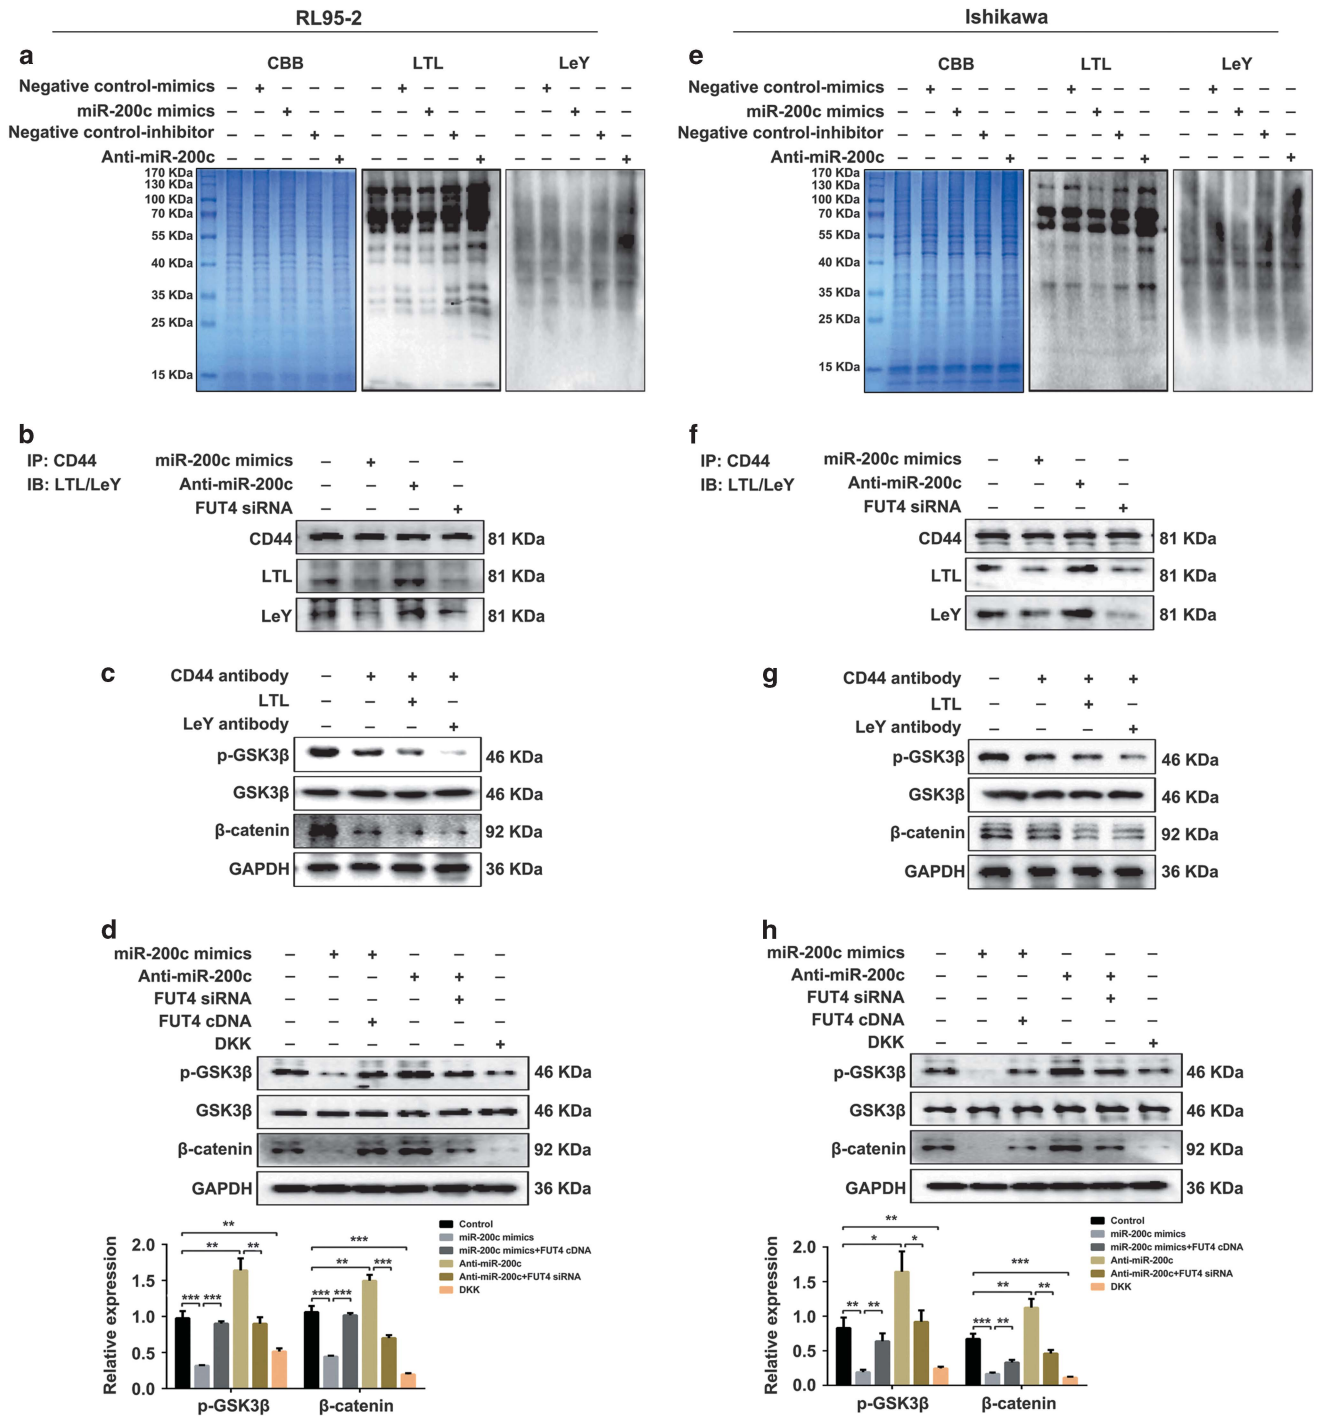 RL95-2
a
CBB LTL LeY
Negative control-mimics – + – – – – + – – – – + – – –
miR-200c mimics – – + – – – – + – – – – + – –
Negative control-inhibitor – – – + – – – – + – – – – + –
Anti-miR-200c – – – – + – – – – + – – – – +
170 KDa
130 KDa
100 KDa
70 KDa
55 KDa
40 KDa
35 KDa
25 KDa
15 KDa
b
IP: CD44 miR-200c mimics – + – –
IB: LTL/LeY Anti-miR-200c – – + –
FUT4 siRNA – – – +
CD44 81 KDa
LTL 81 KDa
LeY 81 KDa
c
CD44 antibody – + + +
LTL – – + –
LeY antibody – – – +
p-GSK3β 46 KDa
GSK3β 46 KDa
β-catenin 92 KDa
GAPDH 36 KDa
d
miR-200c mimics – + + – – –
Anti-miR-200c – – – + + –
FUT4 siRNA – – – – + –
FUT4 cDNA – – + – – –
DKK – – – – – +
p-GSK3β 46 KDa
GSK3β 46 KDa
β-catenin 92 KDa
GAPDH 36 KDa
Control
miR-200c mimics
miR-200c mimics+FUT4 cDNA
Anti-miR-200c
Anti-miR-200c+FUT4 siRNA
DKK
Relative expression
2.0
1.5
1.0
0.5
0.0
**
** **
*** ***
***
** ***
*** ***
p-GSK3β β-catenin
Ishikawa
e
CBB LTL LeY
Negative control-mimics – + – – – – + – – – – + – – –
miR-200c mimics – – + – – – – + – – – – + – –
Negative control-inhibitor – – – + – – – – + – – – – + –
Anti-miR-200c – – – – + – – – – + – – – – +
170 KDa
130 KDa
100 KDa
70 KDa
55 KDa
40 KDa
35 KDa
25 KDa
15 KDa
f
IP: CD44 miR-200c mimics – + – –
IB: LTL/LeY Anti-miR-200c – – + –
FUT4 siRNA – – – +
CD44 81 KDa
LTL 81 KDa
LeY 81 KDa
g
CD44 antibody – + + +
LTL – – + –
LeY antibody – – – +
p-GSK3β 46 KDa
GSK3β 46 KDa
β-catenin 92 KDa
GAPDH 36 KDa
h
miR-200c mimics – + + – – –
Anti-miR-200c – – – + + –
FUT4 siRNA – – – – + –
FUT4 cDNA – – + – – –
DKK – – – – – +
p-GSK3β 46 KDa
GSK3β 46 KDa
β-catenin 92 KDa
GAPDH 36 KDa
Control
miR-200c mimics
miR-200c mimics+FUT4 cDNA
Anti-miR-200c
Anti-miR-200c+FUT4 siRNA
DKK
Relative expression
2.0
1.5
1.0
0.5
0.0
**
* *
** **
***
** **
*** **
p-GSK3β β-catenin